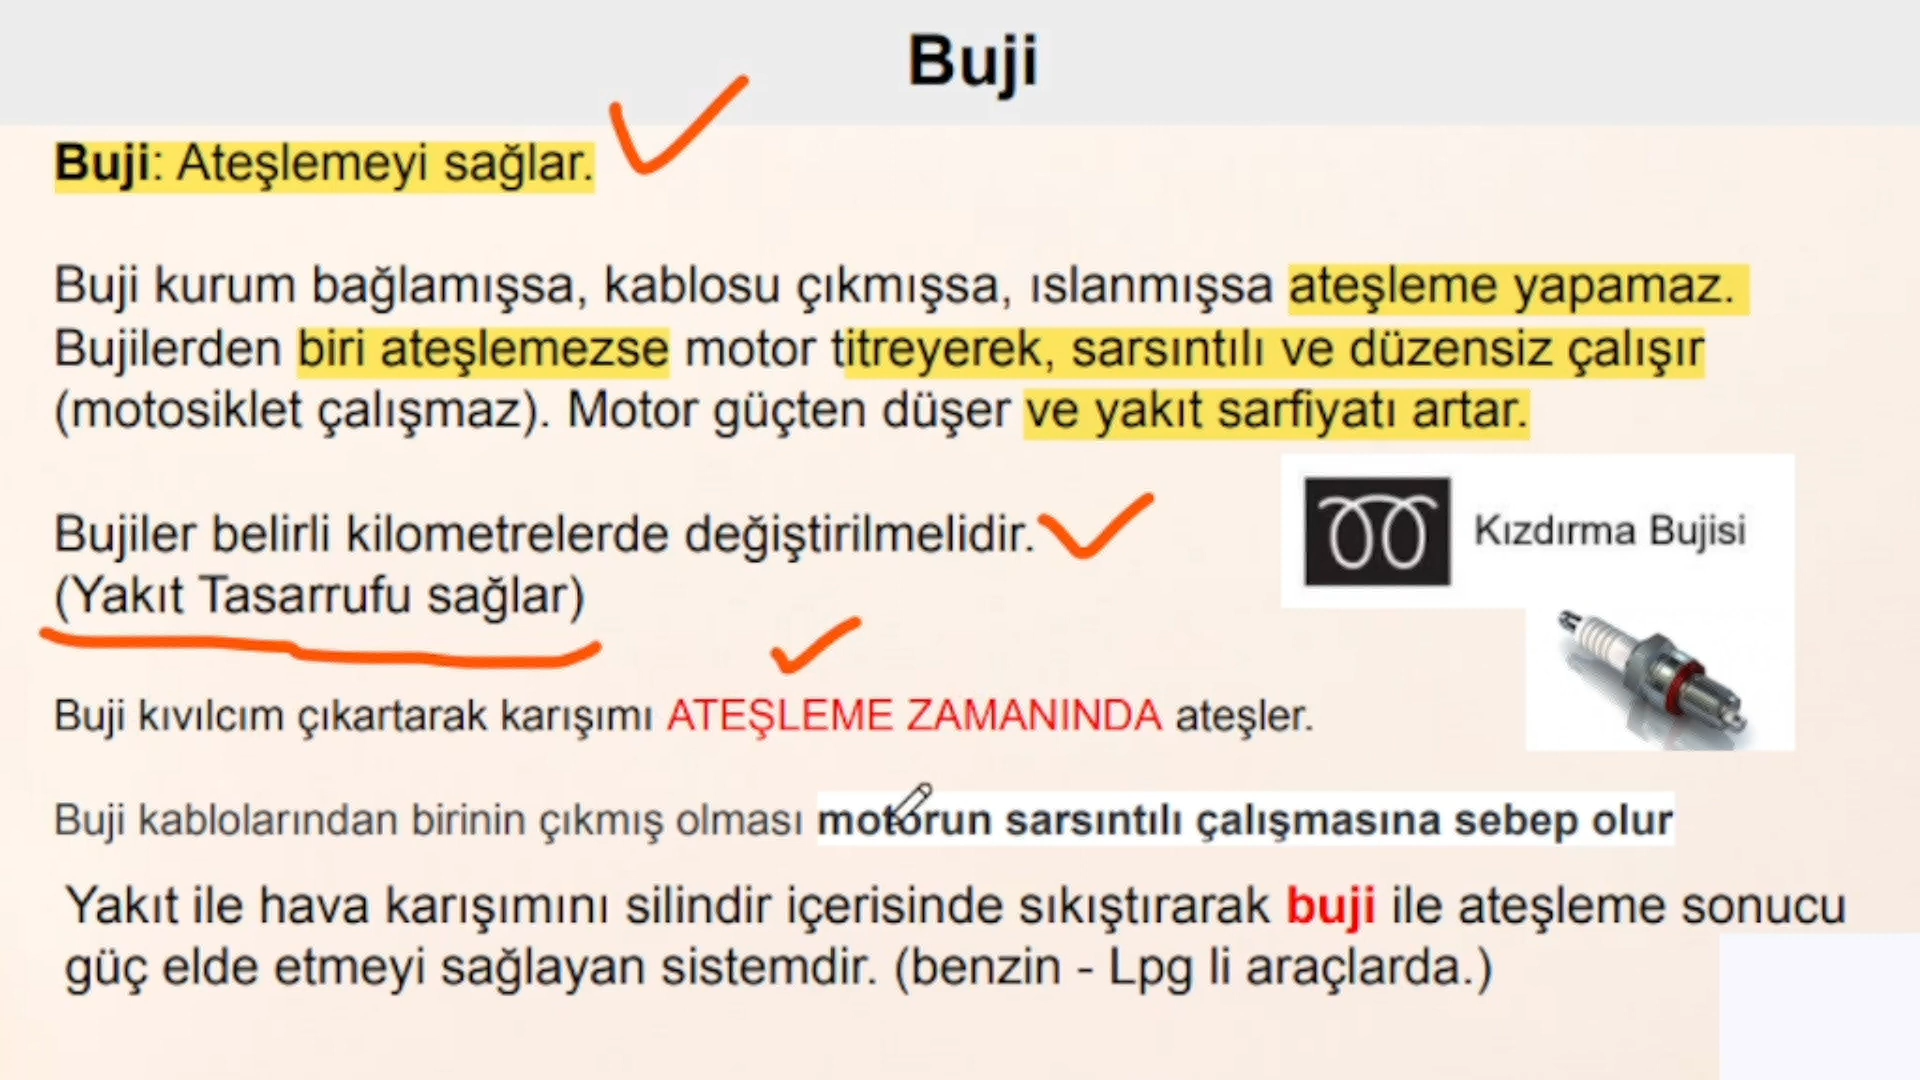 Buji
Buji: Ateşlemeyi sağlar.
Buji kurum bağlamışsa, kablosu çıkmışsa, ıslanmışsa ateşleme yapamaz.
Bujilerden biri ateşlemezse motor titreyerek, sarsıntılı ve düzensiz çalışır
(motosiklet çalışmaz). Motor güçten düşer ve yakıt sarfiyatı artar.
Bujiler belirli kilometrelerde değiştirilmelidir.
(Yakıt Tasarrufu sağlar)
Kızdırma Bujisi
Buji kıvılcım çıkartarak karışımı ATEŞLEME ZAMANINDA ateşler.
Buji kablolarından birinin çıkmış olması motorun sarsıntılı çalışmasına sebep olur
Yakıt ile hava karışımını silindir içerisinde sıkıştırarak buji ile ateşleme sonucu
güç elde etmeyi sağlayan sistemdir. (benzin - Lpg li araçlarda.)